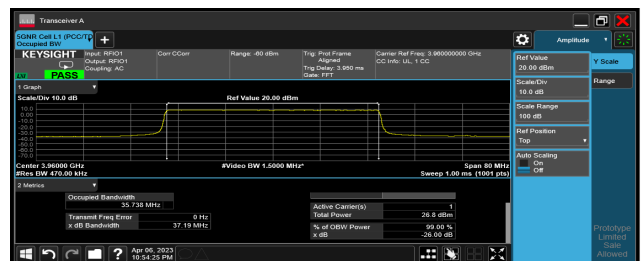 Transceiver A
5GNR Cell L1 (PCC/TD
Occupied BW
Amplitude
KEYSIGHT
Input: RFIO1
Output: RFIO1
Coupling: AC
Corr CCorr
Range: -60 dBm
Trig: Prot Frame
Aligned
Trig Delay: 3.950 ms
Gate: FFT
Carrier Ref Freq: 3.960000000 GHz
CC Info: UL, 1 CC
PASS
Ref Value
20.00 dBm
Y Scale
Scale/Div
10.0 dB
Range
Scale Range
100 dB
Ref Position
Top
Auto Scaling
On
Off
1 Graph
Scale/Div 10.0 dB
Ref Value 20.00 dBm
10.0
0.00
-10.0
-20.0
-30.0
-40.0
-50.0
-60.0
-70.0
Center 3.96000 GHz
#Video BW 1.5000 MHz*
Span 80 MHz
#Res BW 470.00 kHz
Sweep 1.00 ms (1001 pts)
2 Metrics
Occupied Bandwidth
35.738 MHz
Active Carrier(s) 1
Total Power 26.8 dBm
Transmit Freq Error 0 Hz
x dB Bandwidth 37.19 MHz
% of OBW Power 99.00 %
x dB -26.00 dB
Prototype
Limited
Sale
Allowed
?
Apr 06, 2023
10:54:25 PM